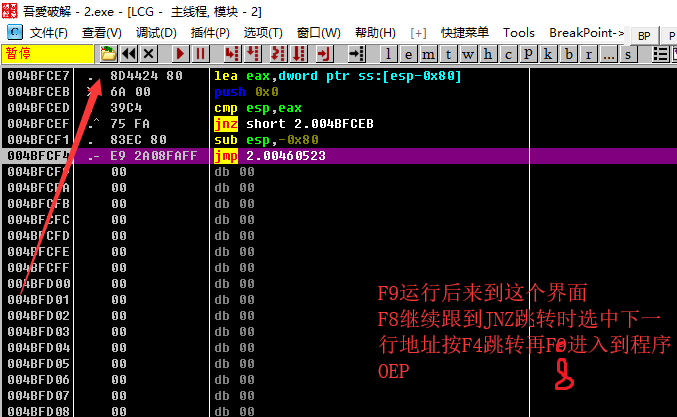 吾爱破解 - 2.exe - [LCG - 主线程, 模块 - 2]
文件(F) 查看(V) 调试(D) 插件(P) 选项(T) 窗口(W) 帮助(H) [+] 快捷菜单 Tools BreakPoint-> BP P
暂停 l e m t w h c p k b r ... s
004BFCE7 . 8D4424 80 lea eax,dword ptr ss:[esp-0x80]
004BFCEB > 6A 00 push 0x0
004BFCED . 39C4 cmp esp,eax
004BFCEF .^ 75 FA jnz short 2.004BFCEB
004BFCF1 . 83EC 80 sub esp,-0x80
004BFCF4 .- E9 2A08FAFF jmp 2.00460523
004BFCF9 00 db 00
004BFCFA 00 db 00
004BFCFB 00 db 00
004BFCFC 00 db 00
004BFCFD 00 db 00
004BFCFE 00 db 00
004BFCFF 00 db 00
004BFD00 00 db 00
004BFD01 00 db 00
004BFD02 00 db 00
004BFD03 00 db 00
004BFD04 00 db 00
004BFD05 00 db 00
004BFD06 00 db 00
004BFD07 00 db 00
004BFD08 00 db 00
F9运行后来到这个界面
F8继续跟到JNZ跳转时选中下一
行地址按F4跳转再F8进入到程序
OEP
8